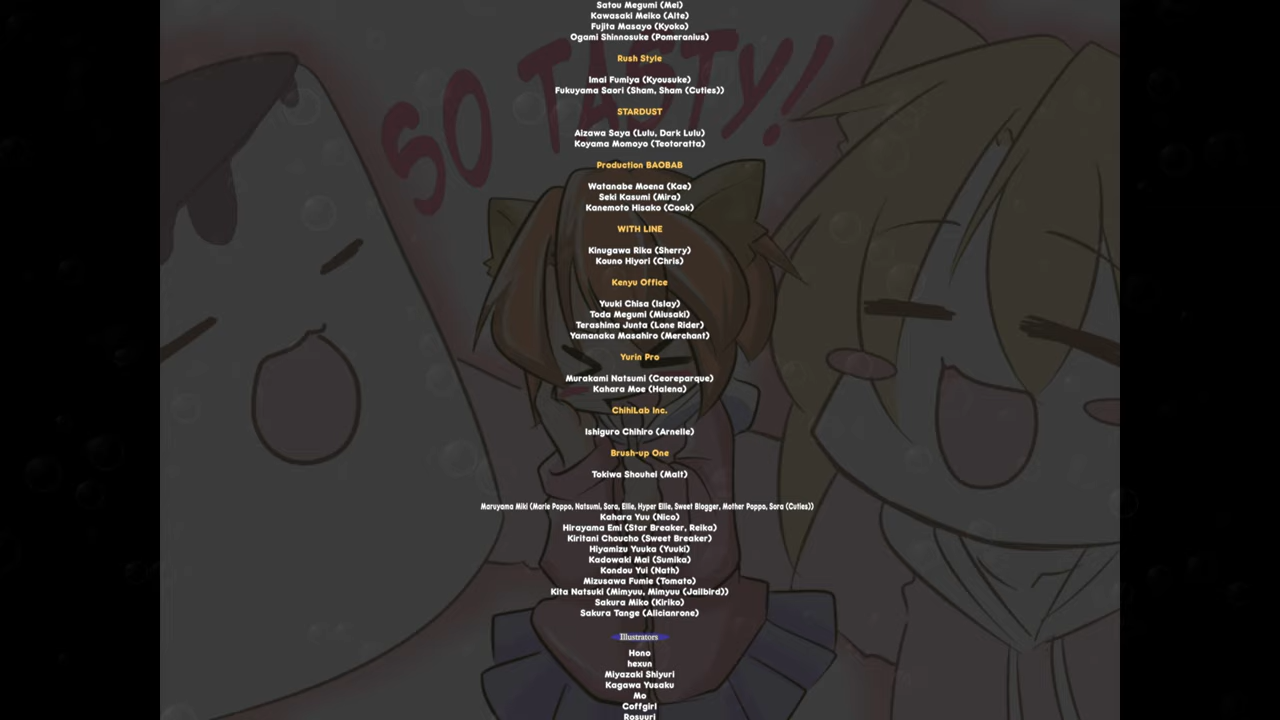 SO TASTY!
Satou Megumi (Mei)
Kawasaki Meiko (Alte)
Fujita Masayo (Kyoko)
Ogami Shinnosuke (Pomeranius)
Rush Style
Imai Fumiya (Kyousuke)
Fukuyama Saori (Sham, Sham (Cuties))
STARDUST
Aizawa Saya (Lulu, Dark Lulu)
Koyama Momoyo (Teotoratta)
Production BAOBAB
Watanabe Moena (Kae)
Seki Kasumi (Mira)
Kanemoto Hisako (Cook)
WITH LINE
Kinugawa Rika (Sherry)
Kouno Hiyori (Chris)
Kenyu Office
Yuuki Chisa (Islay)
Toda Megumi (Miusaki)
Terashima Junta (Lone Rider)
Yamanaka Masahiro (Merchant)
Yurin Pro
Murakami Natsumi (Ceoreparque)
Kahara Moe (Halena)
ChihiLab Inc.
Ishiguro Chihiro (Arnelle)
Brush-up One
Tokiwa Shouhei (Malt)
Maruyama Miki (Marie Poppo, Natsumi, Sora, Ellie, Hyper Ellie, Sweet Blogger, Mother Poppo, Sora (Cuties))
Kahara Yuu (Nico)
Hirayama Emi (Star Breaker, Reika)
Kiritani Choucho (Sweet Breaker)
Hiyamizu Yuuka (Yuuki)
Kadowaki Mai (Sumika)
Kondou Yui (Nath)
Mizusawa Fumie (Tomato)
Kita Natsuki (Mimyuu, Mimyuu (Jailbird))
Sakura Miko (Kiriko)
Sakura Tange (Alicianrone)
Illustrators
Hono
hexun
Miyazaki Shiyuri
Kagawa Yusaku
Mo
Coffgirl
Rosuuri